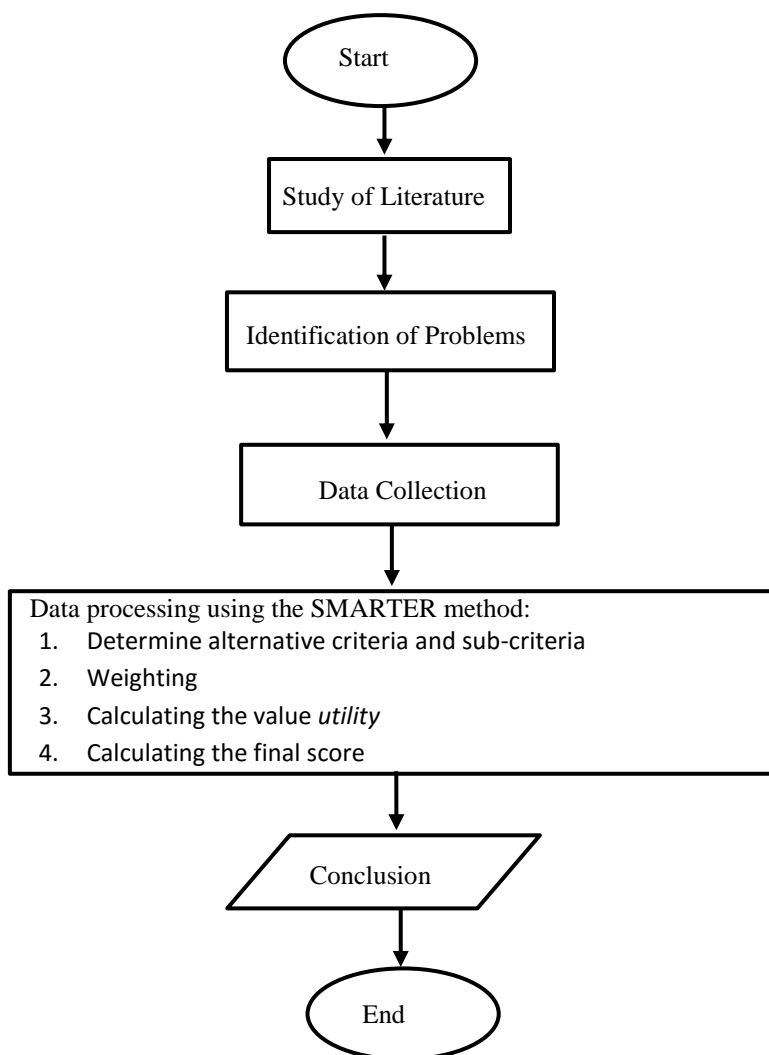 Start
Study of Literature
Identification of Problems
Data Collection
Data processing using the SMARTER method:
1. Determine alternative criteria and sub-criteria
2. Weighting
3. Calculating the value utility
4. Calculating the final score
Conclusion
End